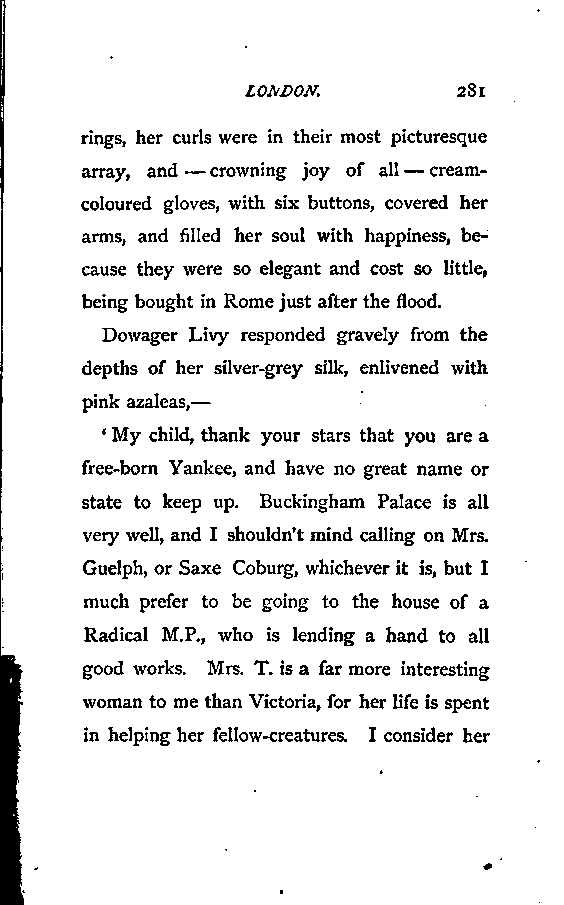 LONDON. 281
rings, her curls were in their most picturesque
array, and — crowning joy of all — cream-
coloured gloves, with six buttons, covered her
arms, and filled her soul with happiness, be-
cause they were so elegant and cost so little,
being bought in Rome just after the flood.
Dowager Livy responded gravely from the
depths of her silver-grey silk, enlivened with
pink azaleas,—
‘ My child, thank your stars that you are a
free-born Yankee, and have no great name or
state to keep up. Buckingham Palace is all
very well, and I shouldn't mind calling on Mrs.
Guelph, or Saxe Coburg, whichever it is, but I
much prefer to be going to the house of a
Radical M.P., who is lending a hand to all
good works. Mrs. T. is a far more interesting
woman to me than Victoria, for her life is spent
in helping her fellow-creatures. I consider her